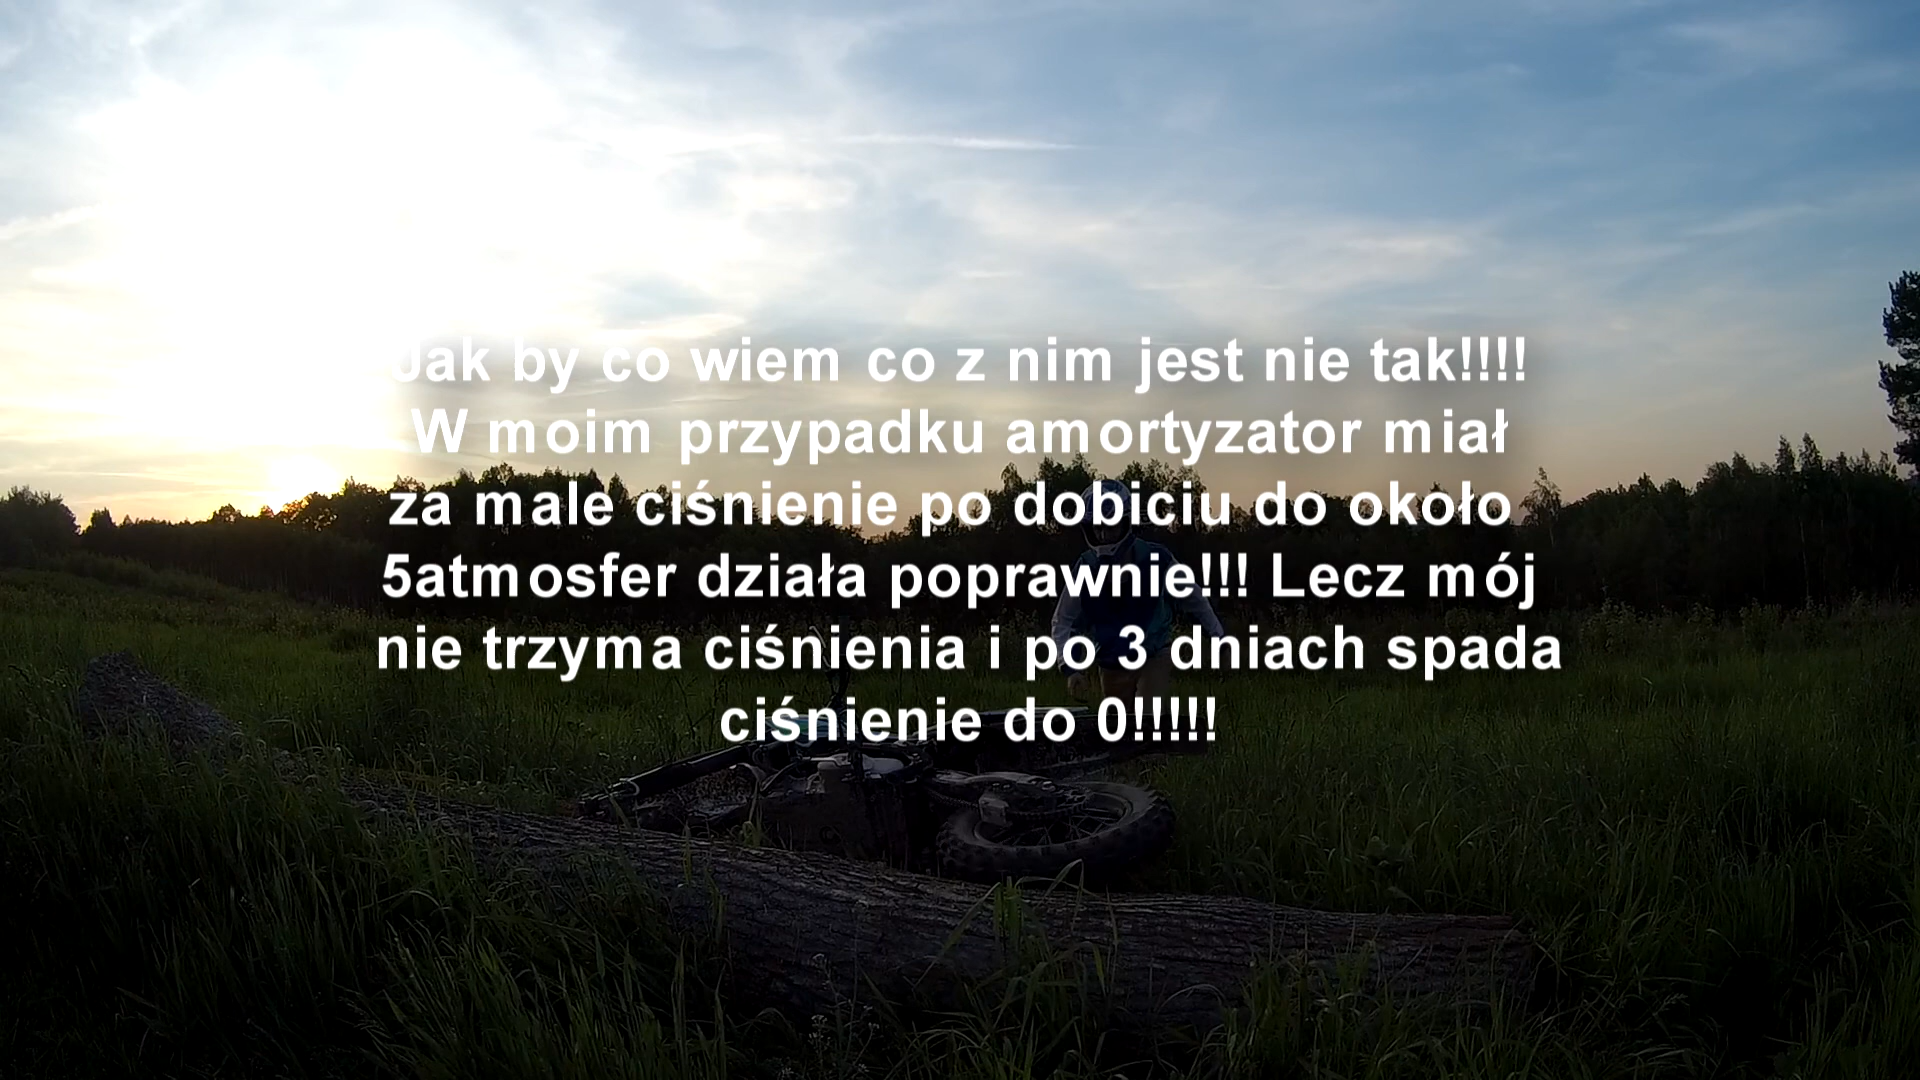 Jak by co wiem co z nim jest nie tak!!!!
W moim przypadku amortyzator miał
za male ciśnienie po dobiciu do około
5atmosfer działa poprawnie!!! Lecz mój
nie trzyma ciśnienia i po 3 dniach spada
ciśnienie do 0!!!!!